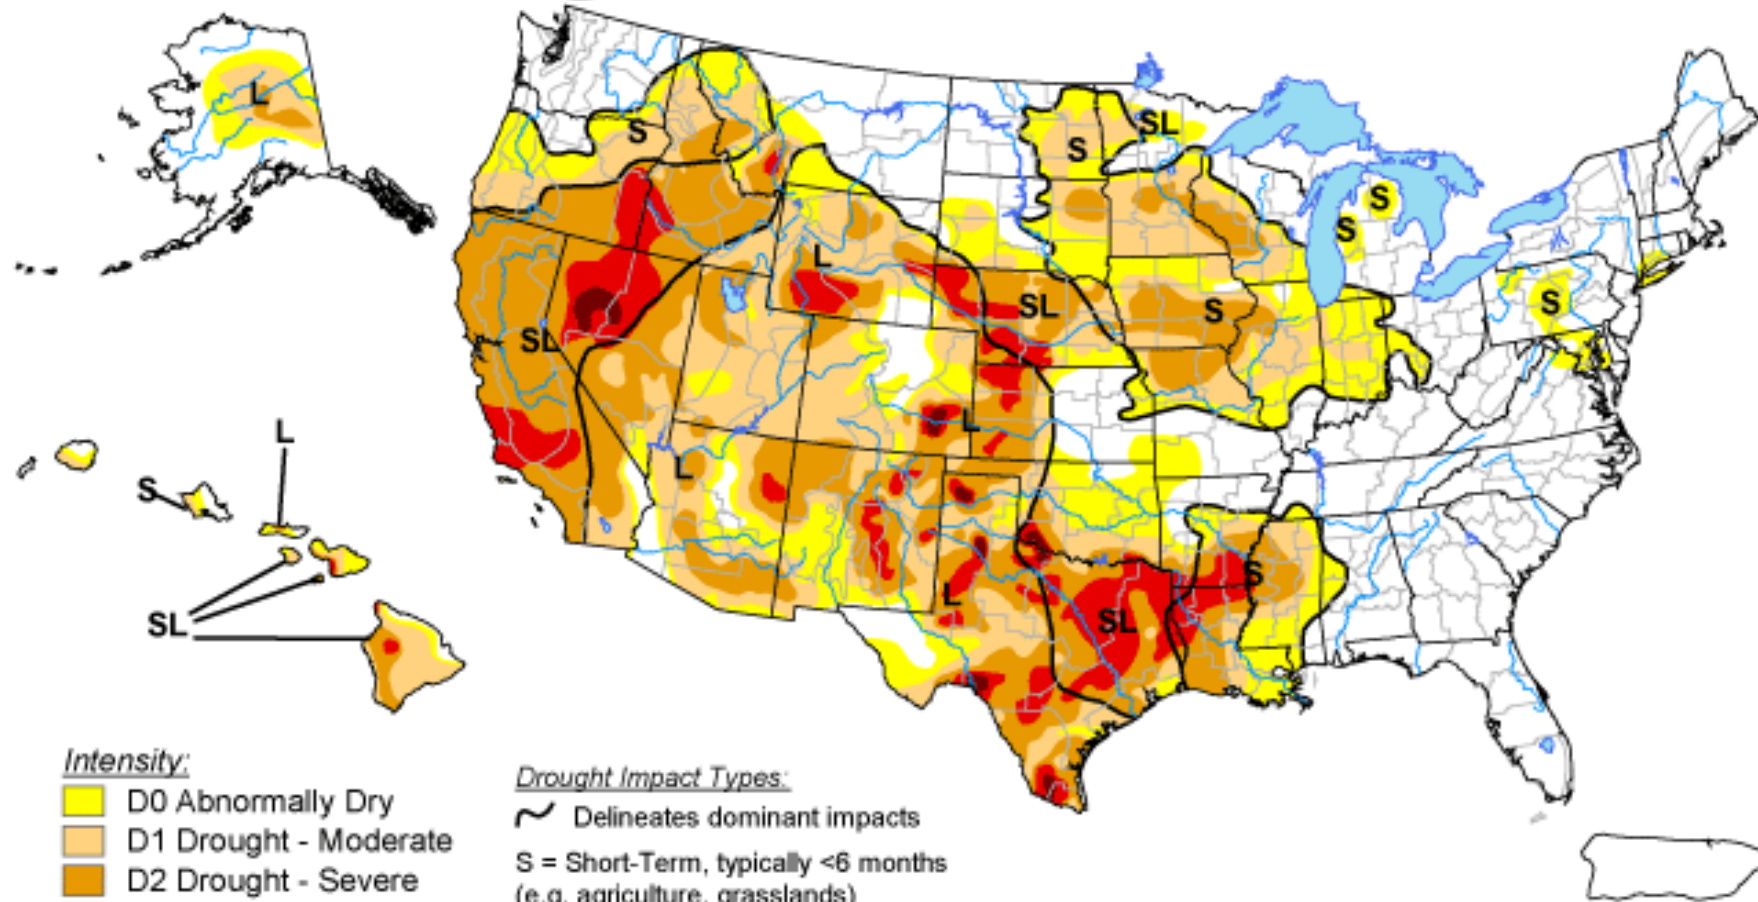 L
S
SL
S
S
S
L
SL
S
S
SL
L
L
L
S
L
SL
S
L
SL
Intensity:
D0 Abnormally Dry
D1 Drought - Moderate
D2 Drought - Severe
Drought Impact Types:
Delineates dominant impacts
S = Short-Term, typically <6 months
(e.g. agriculture, grasslands)